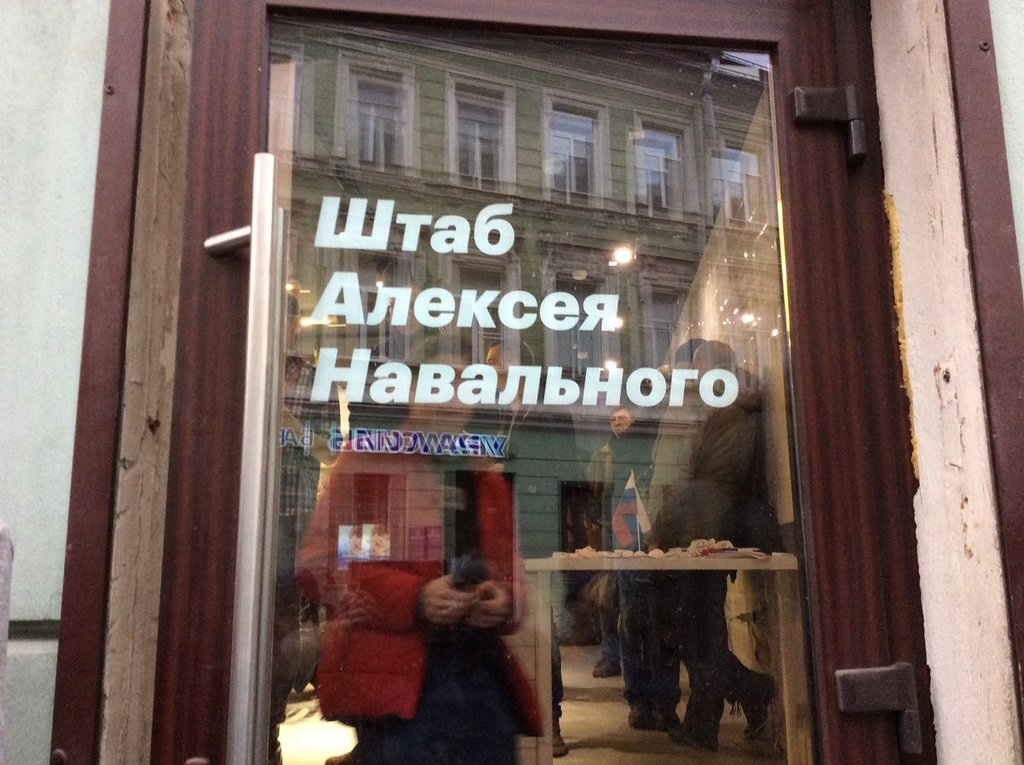 Штаб
Алексея
Навального